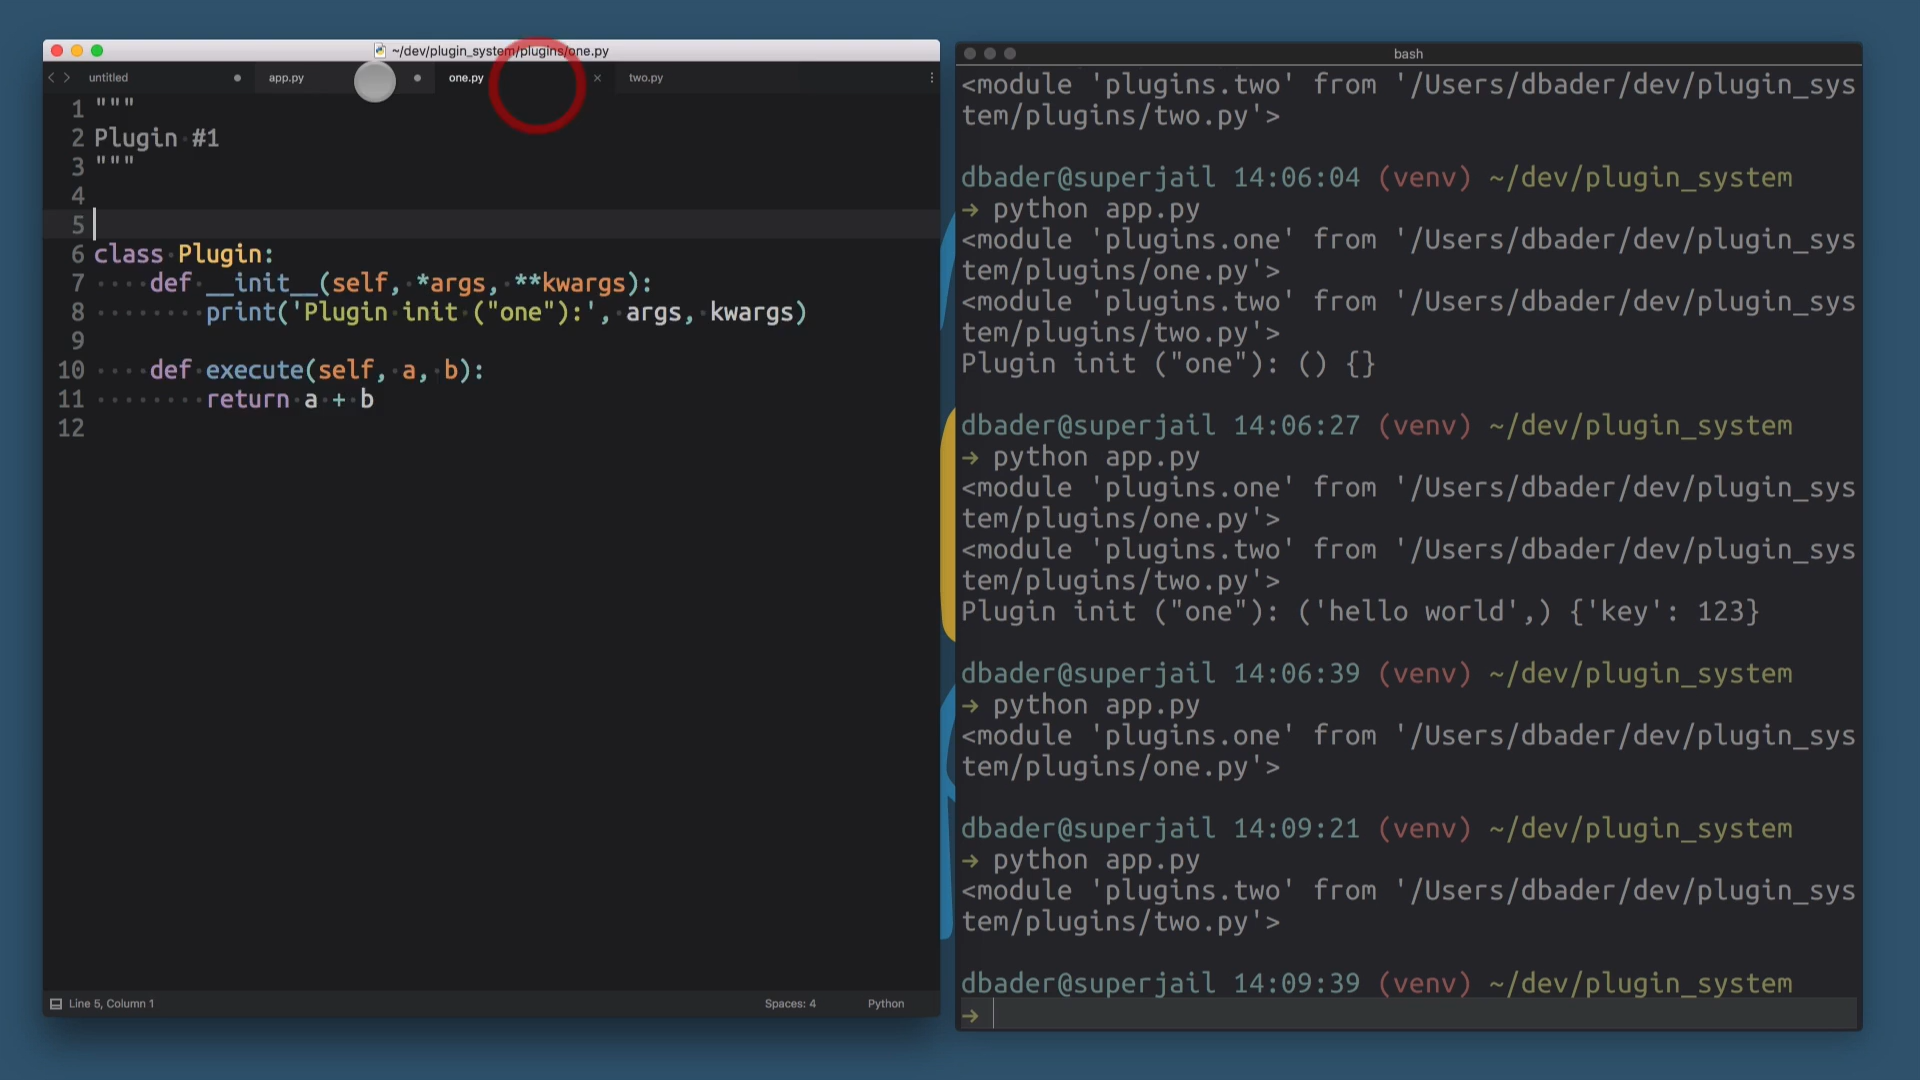 ~/dev/plugin_system/plugins/one.py
untitled
app.py
one.py
two.py
1 """
2 Plugin #1
3 """
4
5
6 class Plugin:
7 def __init__(self, *args, **kwargs):
8 print('Plugin init ("one"):', args, kwargs)
9
10 def execute(self, a, b):
11 return a + b
12
Line 5, Column 1
Spaces: 4
Python
bash
<module 'plugins.two' from '/Users/dbader/dev/plugin_sys
tem/plugins/two.py'>
dbader@superjail 14:06:04 (venv) ~/dev/plugin_system
→ python app.py
<module 'plugins.one' from '/Users/dbader/dev/plugin_sys
tem/plugins/one.py'>
<module 'plugins.two' from '/Users/dbader/dev/plugin_sys
tem/plugins/two.py'>
Plugin init ("one"): () {}
dbader@superjail 14:06:27 (venv) ~/dev/plugin_system
→ python app.py
<module 'plugins.one' from '/Users/dbader/dev/plugin_sys
tem/plugins/one.py'>
<module 'plugins.two' from '/Users/dbader/dev/plugin_sys
tem/plugins/two.py'>
Plugin init ("one"): ('hello world',) {'key': 123}
dbader@superjail 14:06:39 (venv) ~/dev/plugin_system
→ python app.py
<module 'plugins.one' from '/Users/dbader/dev/plugin_sys
tem/plugins/one.py'>
dbader@superjail 14:09:21 (venv) ~/dev/plugin_system
→ python app.py
<module 'plugins.two' from '/Users/dbader/dev/plugin_sys
tem/plugins/two.py'>
dbader@superjail 14:09:39 (venv) ~/dev/plugin_system
→